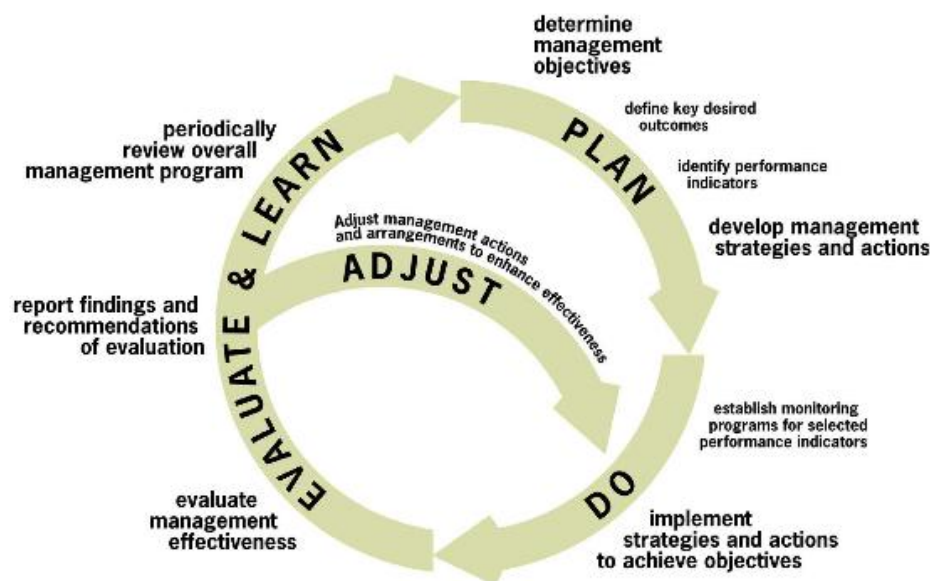 determine
management
objectives
define key desired
outcomes
identify performance
indicators
PLAN
develop management
strategies and actions
establish monitoring
programs for selected
performance indicators
DO
implement
strategies and actions
to achieve objectives
evaluate
management
effectiveness
EVALUATE & LEARN
report findings and
recommendations
of evaluation
periodically
review overall
management program
Adjust management actions
and arrangements to enhance effectiveness
ADJUST